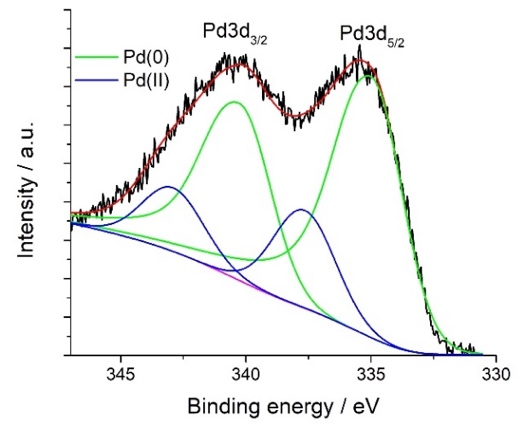 Pd3d3/2
Pd3d5/2
Pd(0)
Pd(II)
Intensity / a.u.
345
340
335
330
Binding energy / eV